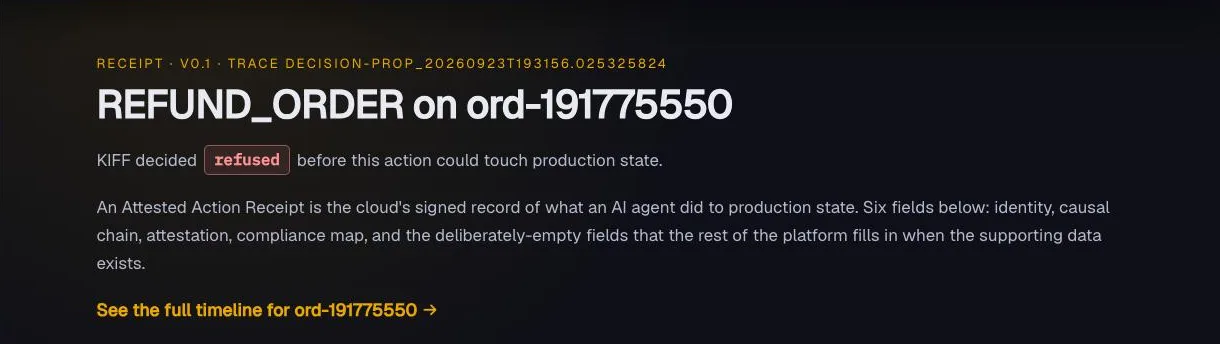 RECEIPT · V0.1 · TRACE DECISION-PROP_20260923T193156.025325824
REFUND_ORDER on ord-191775550
KIFF decided refused before this action could touch production state.
An Attested Action Receipt is the cloud's signed record of what an AI agent did to production state. Six fields below: identity, causal
chain, attestation, compliance map, and the deliberately-empty fields that the rest of the platform fills in when the supporting data
exists.
See the full timeline for ord-191775550 →